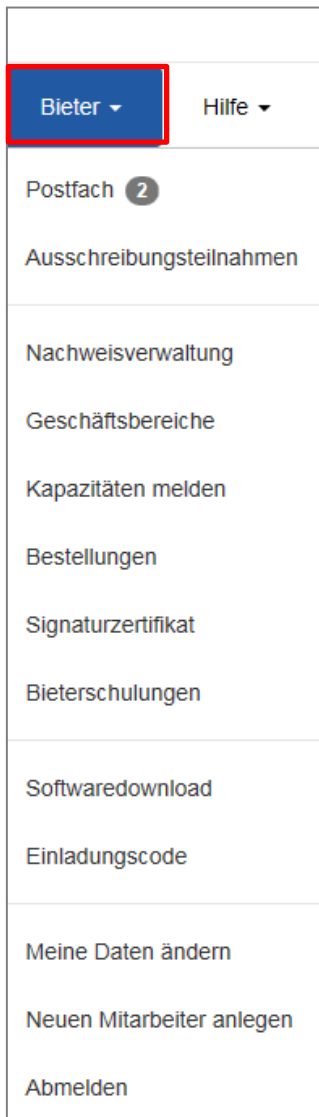 Bieter Hilfe
Postfach 2
Ausschreibungsteilnahmen
Nachweisverwaltung
Geschäftsbereiche
Kapazitäten melden
Bestellungen
Signaturzertifikat
Bieterschulungen
Softwaredownload
Einladungscode
Meine Daten ändern
Neuen Mitarbeiter anlegen
Abmelden